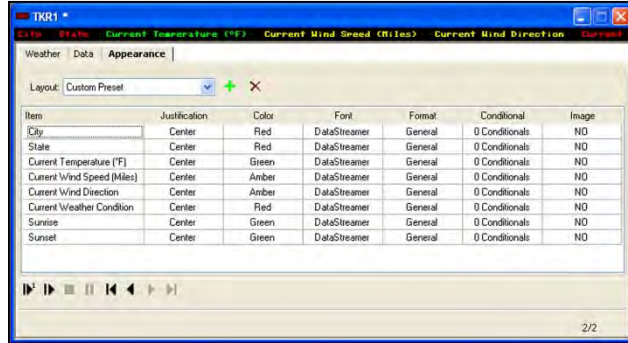 TKR1 *
City State Current Temperature (°F) Current Wind Speed (Miles) Current Wind Direction Current
Weather Data Appearance
Layout: Custom Preset
Item Justification Color Font Format Conditional Image
City Center Red DataStreamer General 0 Conditionals NO
State Center Red DataStreamer General 0 Conditionals NO
Current Temperature (°F) Center Green DataStreamer General 0 Conditionals NO
Current Wind Speed (Miles) Center Amber DataStreamer General 0 Conditionals NO
Current Wind Direction Center Amber DataStreamer General 0 Conditionals NO
Current Weather Condition Center Red DataStreamer General 0 Conditionals NO
Sunrise Center Green DataStreamer General 0 Conditionals NO
Sunset Center Green DataStreamer General 0 Conditionals NO
2/2